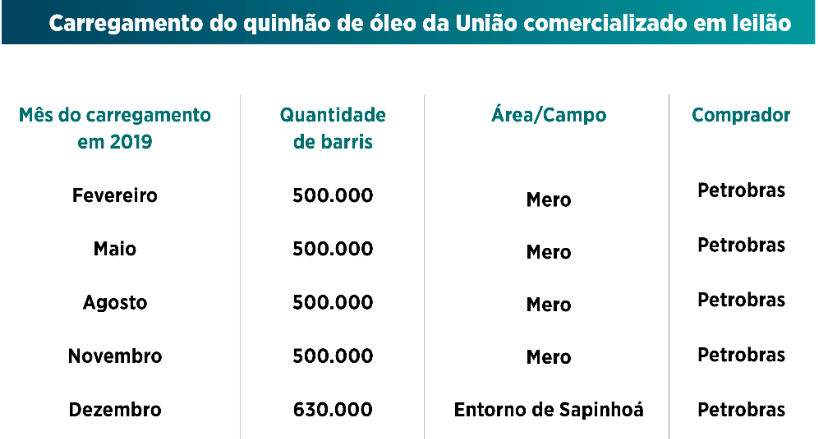 Carregamento do quinhão de óleo da União comercializado em leilão
Mês do carregamento
em 2019
Quantidade
de barris
Área/Campo
Comprador
Fevereiro 500.000 Mero Petrobras
Maio 500.000 Mero Petrobras
Agosto 500.000 Mero Petrobras
Novembro 500.000 Mero Petrobras
Dezembro 630.000 Entorno de Sapinhoá Petrobras